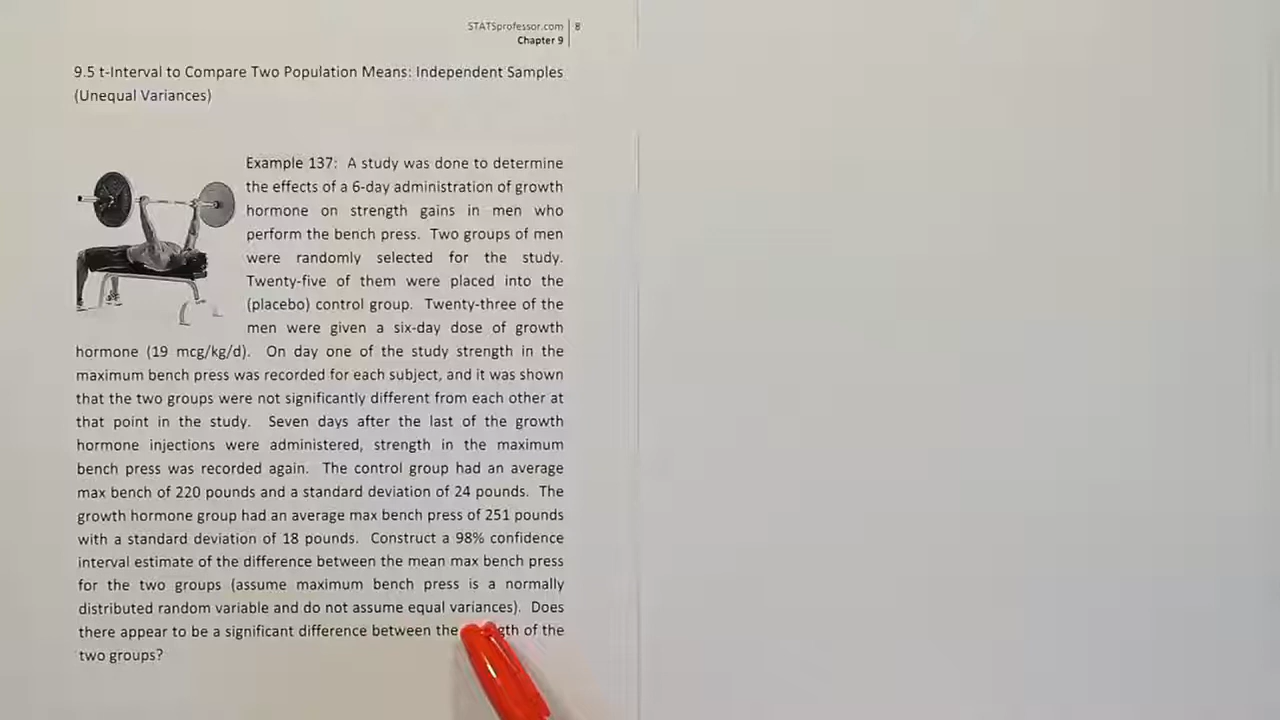 STATSprofessor.com 8
Chapter 9
9.5 t-Interval to Compare Two Population Means: Independent Samples
(Unequal Variances)
Example 137: A study was done to determine
the effects of a 6-day administration of growth
hormone on strength gains in men who
perform the bench press. Two groups of men
were randomly selected for the study.
Twenty-five of them were placed into the
(placebo) control group. Twenty-three of the
men were given a six-day dose of growth
hormone (19 mcg/kg/d). On day one of the study strength in the
maximum bench press was recorded for each subject, and it was shown
that the two groups were not significantly different from each other at
that point in the study. Seven days after the last of the growth
hormone injections were administered, strength in the maximum
bench press was recorded again. The control group had an average
max bench of 220 pounds and a standard deviation of 24 pounds. The
growth hormone group had an average max bench press of 251 pounds
with a standard deviation of 18 pounds. Construct a 98% confidence
interval estimate of the difference between the mean max bench press
for the two groups (assume maximum bench press is a normally
distributed random variable and do not assume equal variances). Does
there appear to be a significant difference between the of the
two groups?